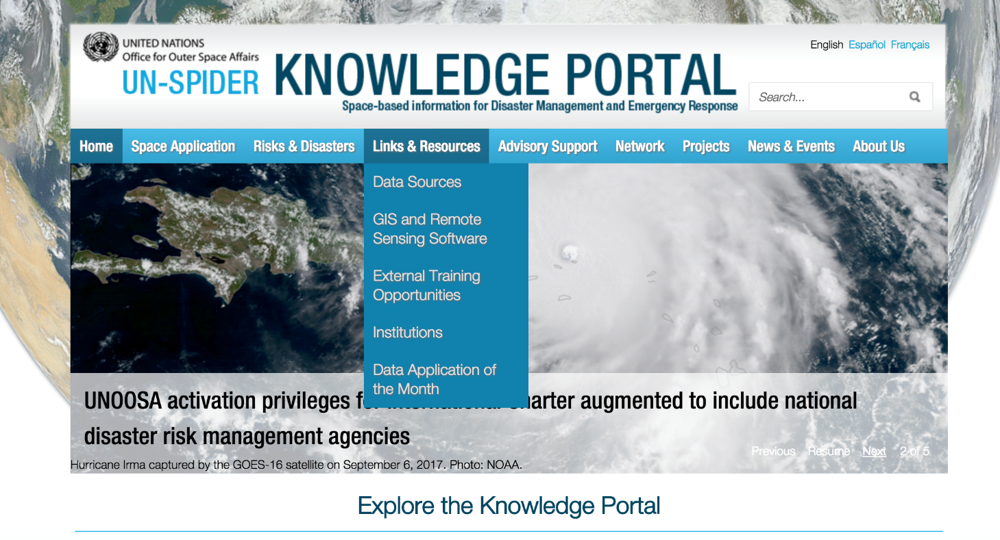 UNITED NATIONS
Office for Outer Space Affairs
UN-SPIDER
KNOWLEDGE PORTAL
Space-based information for Disaster Management and Emergency Response
English Español Français
Search...
Home Space Application Risks & Disasters Links & Resources Advisory Support Network Projects News & Events About Us
Data Sources
GIS and Remote
Sensing Software
External Training
Opportunities
Institutions
Data Application of
the Month
UNOOSA activation privileges augmented to include national
disaster risk management agencies
Previous Resume Next 2 of 5
Hurricane Irma captured by the GOES-16 satellite on September 6, 2017. Photo: NOAA.
Explore the Knowledge Portal